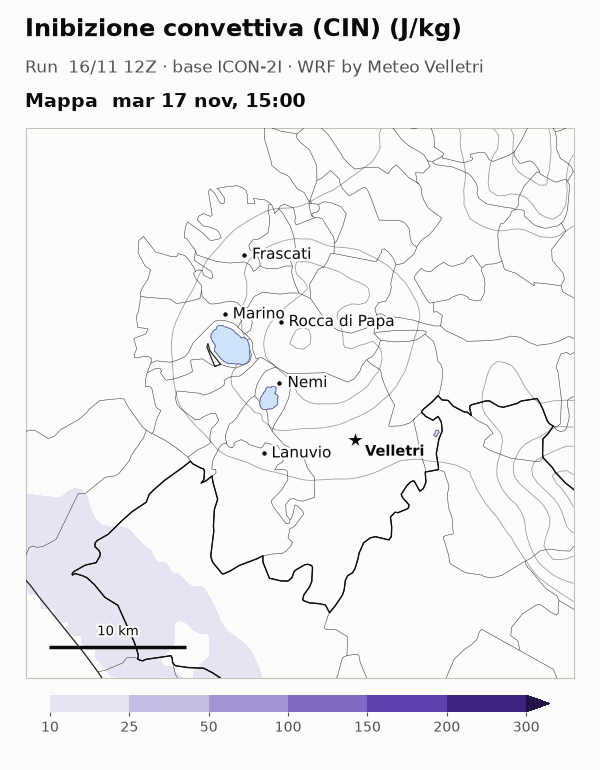 Inibizione convettiva (CIN) (J/kg)
Run  16/11 12Z · base ICON-2I · WRF by Meteo Velletri
Mappa  mar 17 nov, 15:00
Frascati
Marino
Rocca di Papa
Nemi
Velletri
Lanuvio
10 km
10 25 50 100 150 200 300